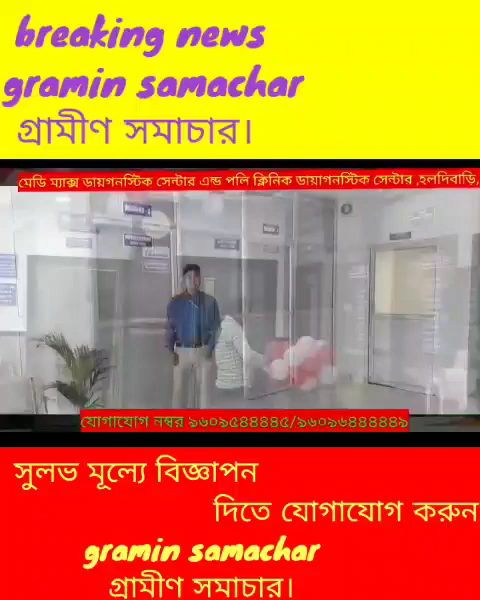 breaking news
gramin samachar
গ্রামীণ সমাচার।
মেডি ম্যাক্স ডায়গনস্টিক সেন্টার এন্ড পলি ক্লিনিক ডায়াগনস্টিক সেল্টার ,হলদিবাড়ি,
যোগাযোগ নম্বর ৯৬০৯৫৪৪৪৪৫/৯৬০৯৬৪৪৪৪৯
সুলভ মূল্যে বিজ্ঞাপন
দিতে যোগাযোগ করুন
gramin samachar
গ্রামীণ সমাচার।